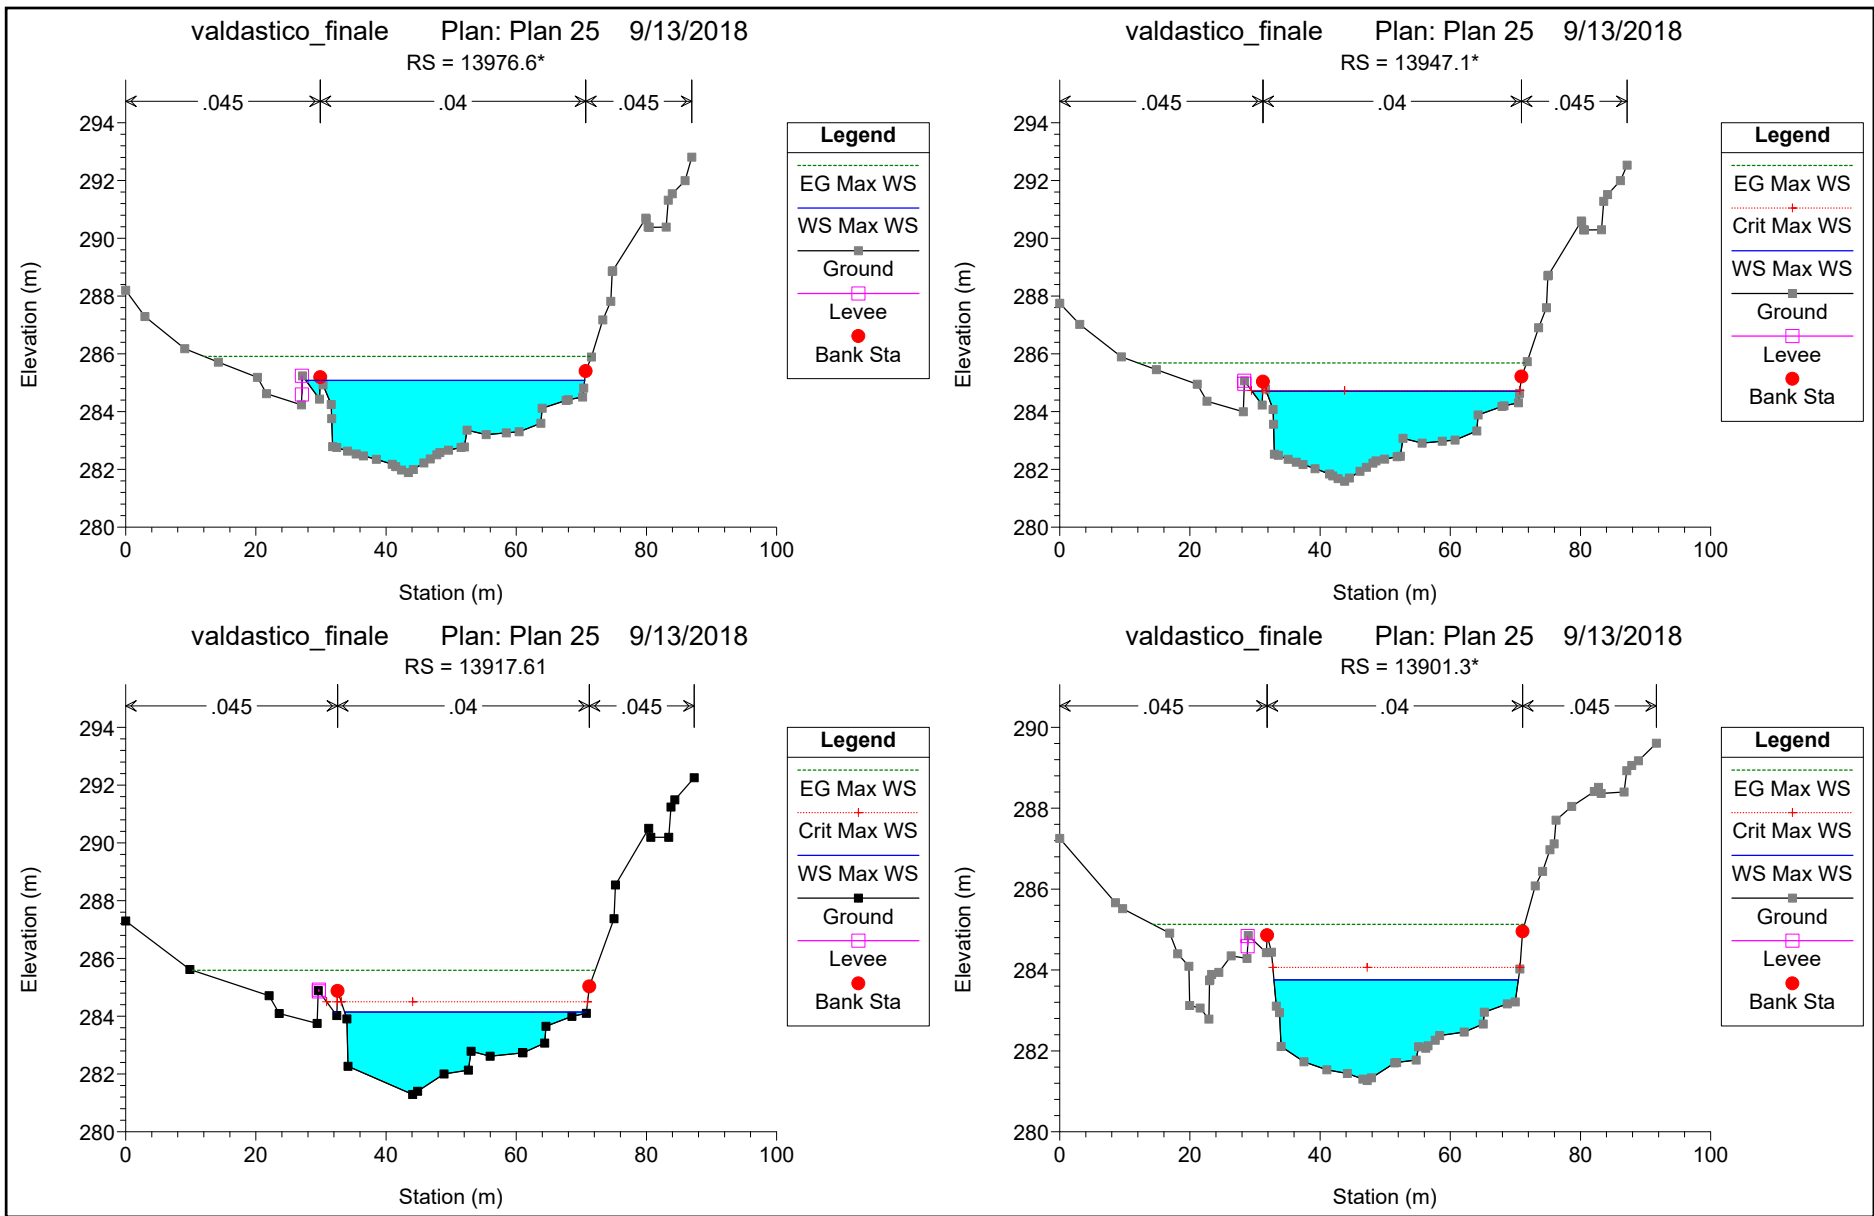 valdastico_finale Plan: Plan 25 9/13/2018
RS = 13976.6*
.045 .04 .045
294
292
290
288
286
284
282
280
0 20 40 60 80 100
Elevation (m)
Station (m)
Legend
EG Max WS
WS Max WS
Ground
Levee
Bank Sta
valdastico_finale Plan: Plan 25 9/13/2018
RS = 13947.1*
.045 .04 .045
294
292
290
288
286
284
282
280
0 20 40 60 80 100
Elevation (m)
Station (m)
Legend
EG Max WS
Crit Max WS
WS Max WS
Ground
Levee
Bank Sta
valdastico_finale Plan: Plan 25 9/13/2018
RS = 13917.61
.045 .04 .045
294
292
290
288
286
284
282
280
0 20 40 60 80 100
Elevation (m)
Station (m)
Legend
EG Max WS
Crit Max WS
WS Max WS
Ground
Levee
Bank Sta
valdastico_finale Plan: Plan 25 9/13/2018
RS = 13901.3*
.045 .04 .045
290
288
286
284
282
280
0 20 40 60 80 100
Elevation (m)
Station (m)
Legend
EG Max WS
Crit Max WS
WS Max WS
Ground
Levee
Bank Sta